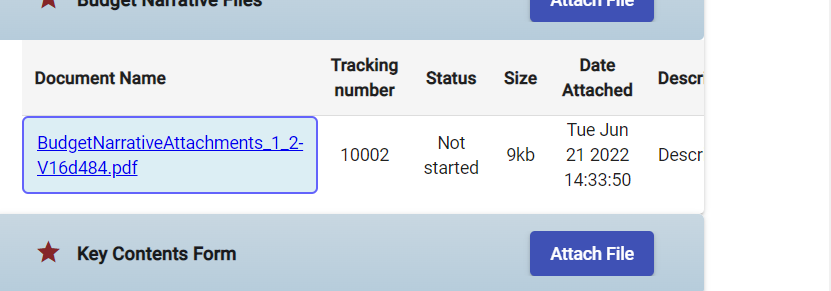 Budget Narrative Files
Attach File
Document Name
Tracking
number
Status
Size
Date
Attached
Descr
BudgetNarrativeAttachments_1_2-
V16d484.pdf
10002
Not
started
9kb
Tue Jun
21 2022
14:33:50
Descr
Key Contents Form
Attach File